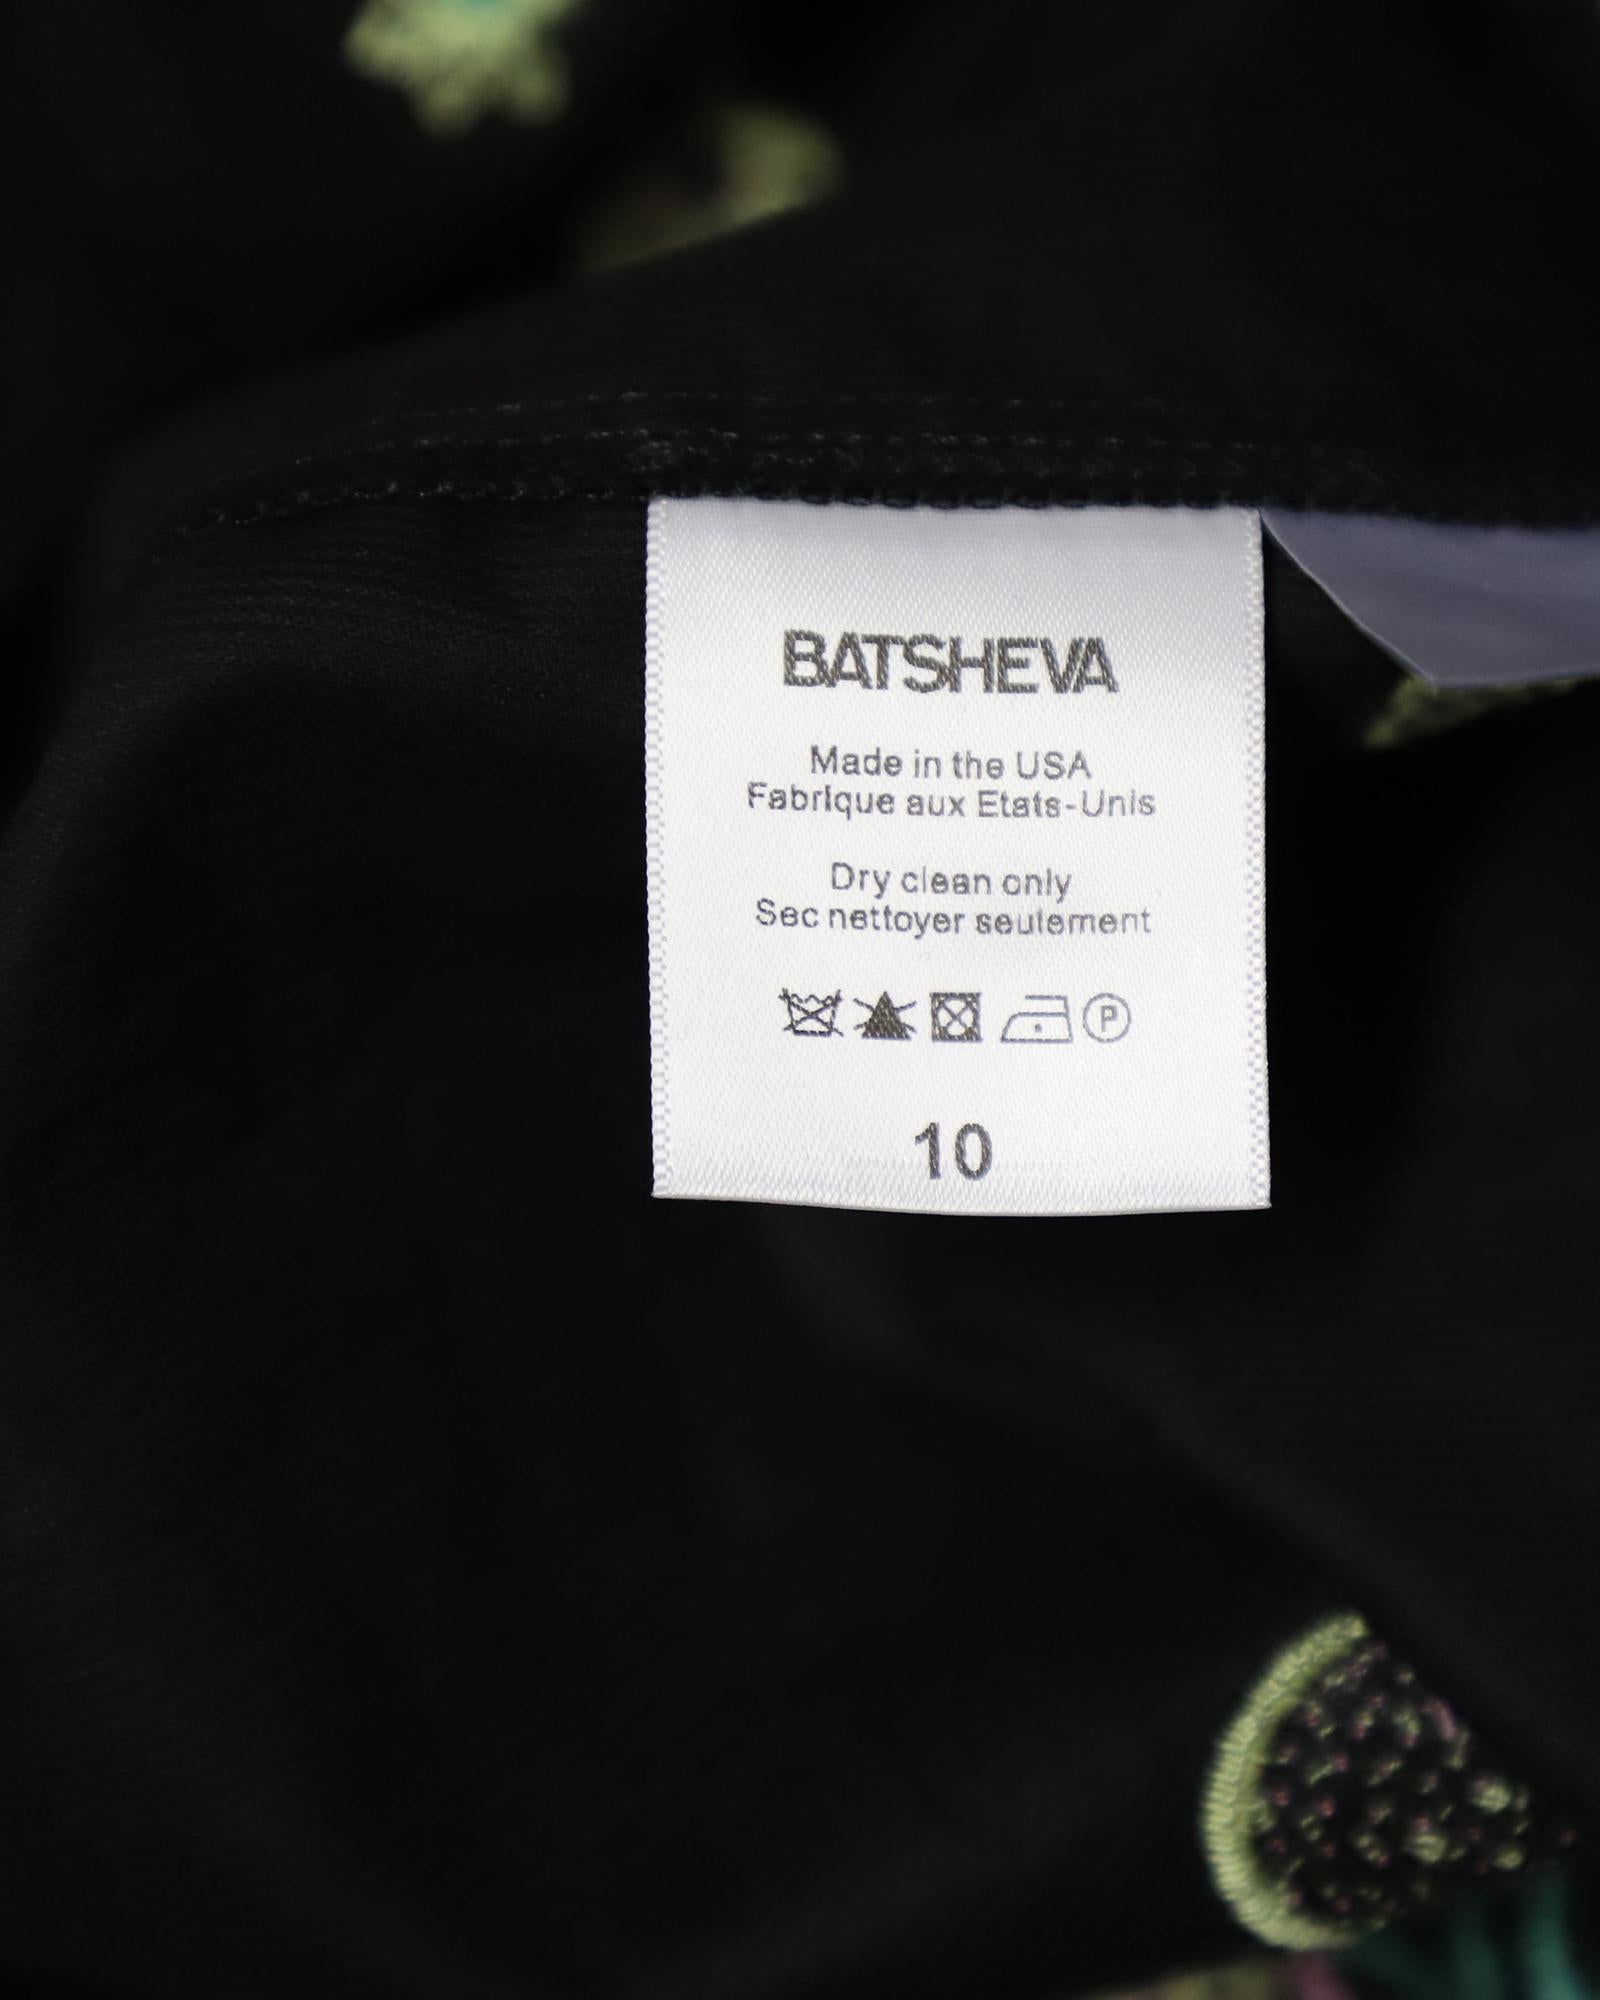 BATSHEVA
Made in the USA
Fabrique aux Etats-Unis
Dry clean only
Sec nettoyer seulement
P
10